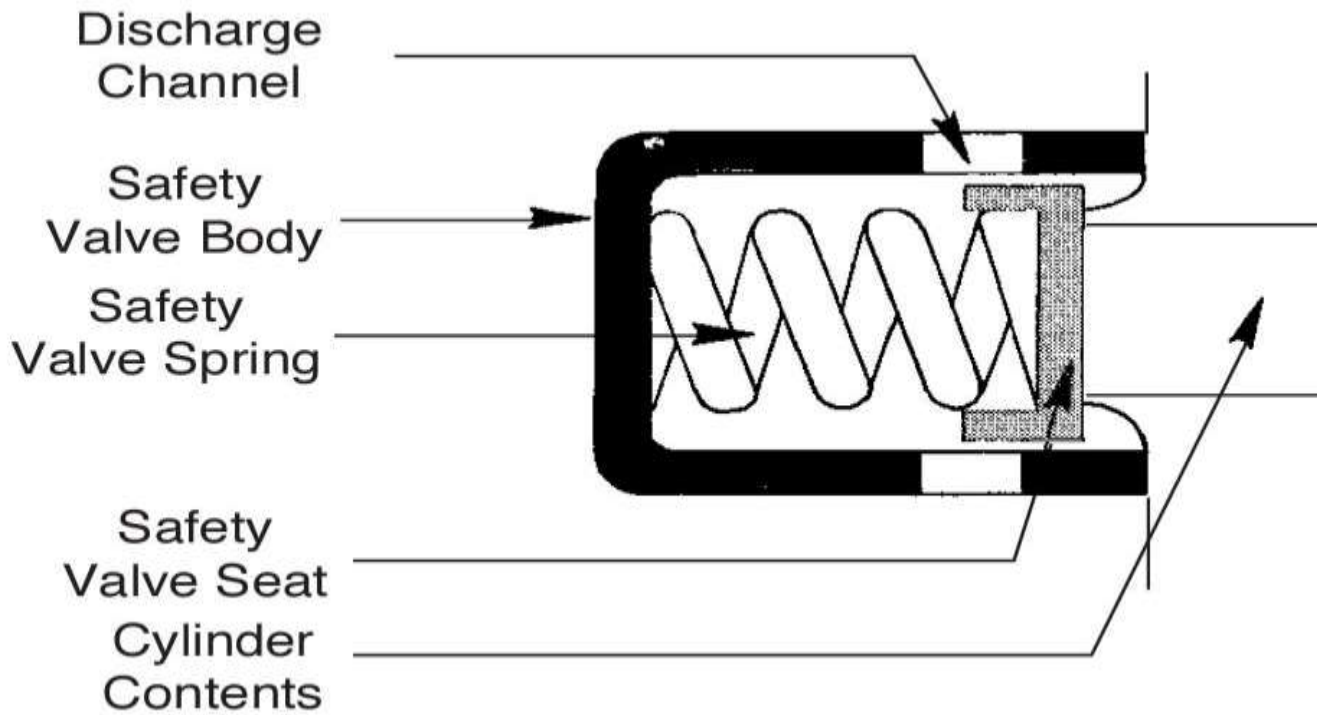 Discharge
Channel
Safety
Valve Body
Safety
Valve Spring
Safety
Valve Seat
Cylinder
Contents